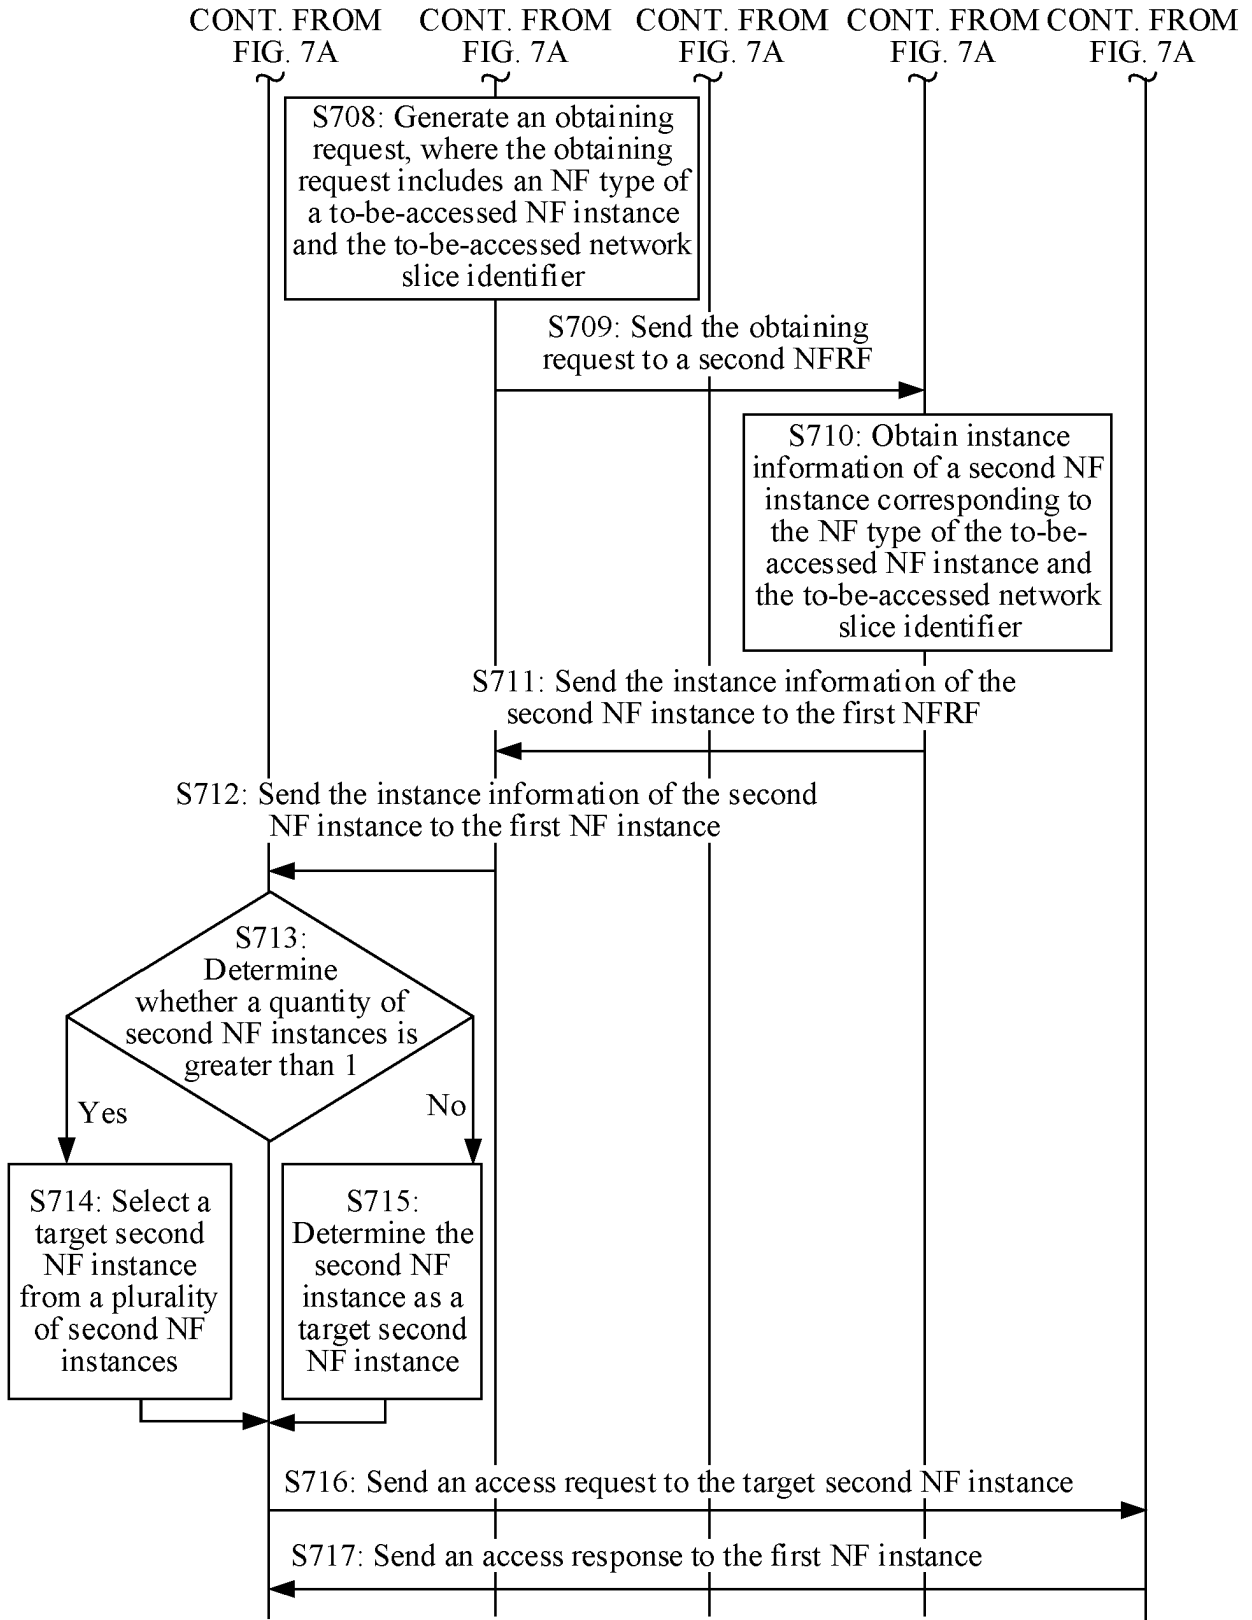 CONT. FROM CONT. FROM CONT. FROM CONT. FROM CONT. FROM
FIG. 7A FIG. 7A FIG. 7A FIG. 7A FIG. 7A
S708: Generate an obtaining
request, where the obtaining
request includes an NF type of
a to-be-accessed NF instance
and the to-be-accessed network
slice identifier
S709: Send the obtaining
request to a second NFRF
S710: Obtain instance
information of a second NF
instance corresponding to
the NF type of the to-be-
accessed NF instance and
the to-be-accessed network
slice identifier
S711: Send the instance information of the
second NF instance to the first NFRF
S712: Send the instance information of the second
NF instance to the first NF instance
S713:
Determine
whether a quantity of
second NF instances is
greater than 1
Yes
No
S714: Select a
target second
NF instance
from a plurality
of second NF
instances
S715:
Determine the
second NF
instance as a
target second
NF instance
S716: Send an access request to the target second NF instance
S717: Send an access response to the first NF instance